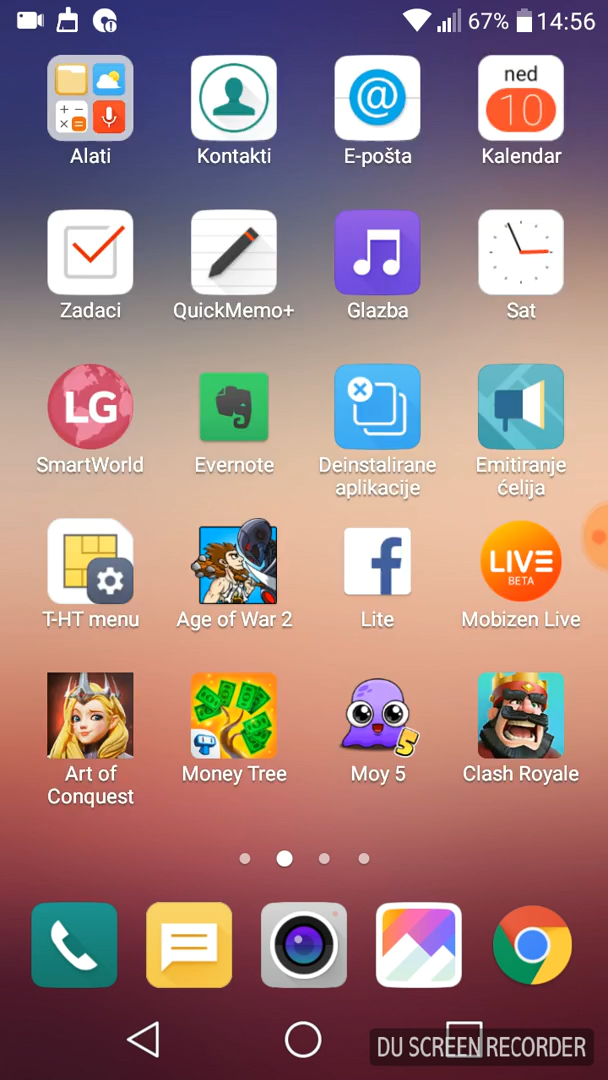 67% 14:56
ned
10
Alati Kontakti E-pošta Kalendar
Zadaci QuickMemo+ Glazba Sat
LG
SmartWorld Evernote Deinstalirane Emitiranje
aplikacije ćelija
LIVE
BETA
T-HT menu Age of War 2 Lite Mobizen Live
5
Art of Money Tree Moy 5 Clash Royale
Conquest
DU SCREEN RECORDER